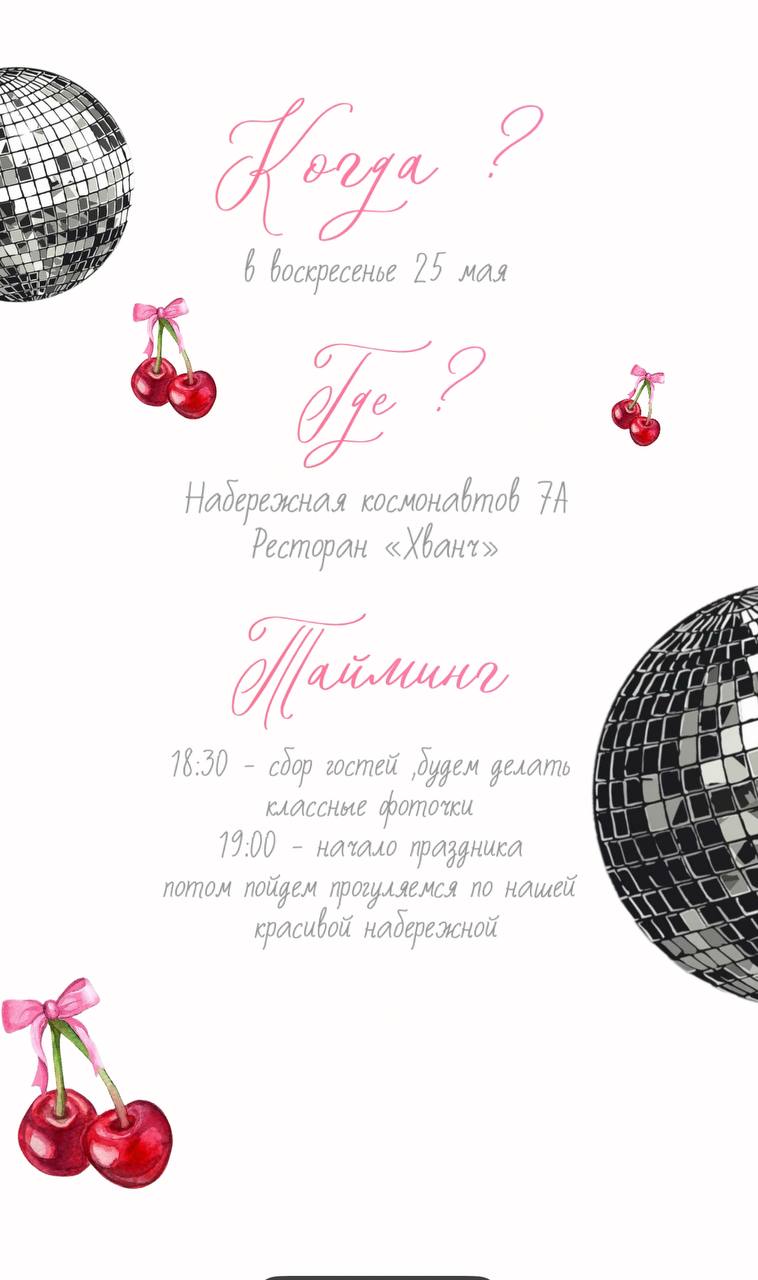 Когда ?
в воскресенье 25 мая
Где ?
Набережная космонавтов 7А
Ресторан «Хванч»
Тайминг
18:30 - сбор гостей ,будем делать
классные фоточки
19:00 - начало праздника
потом пойдем прогуляемся по нашей
красивой набережной